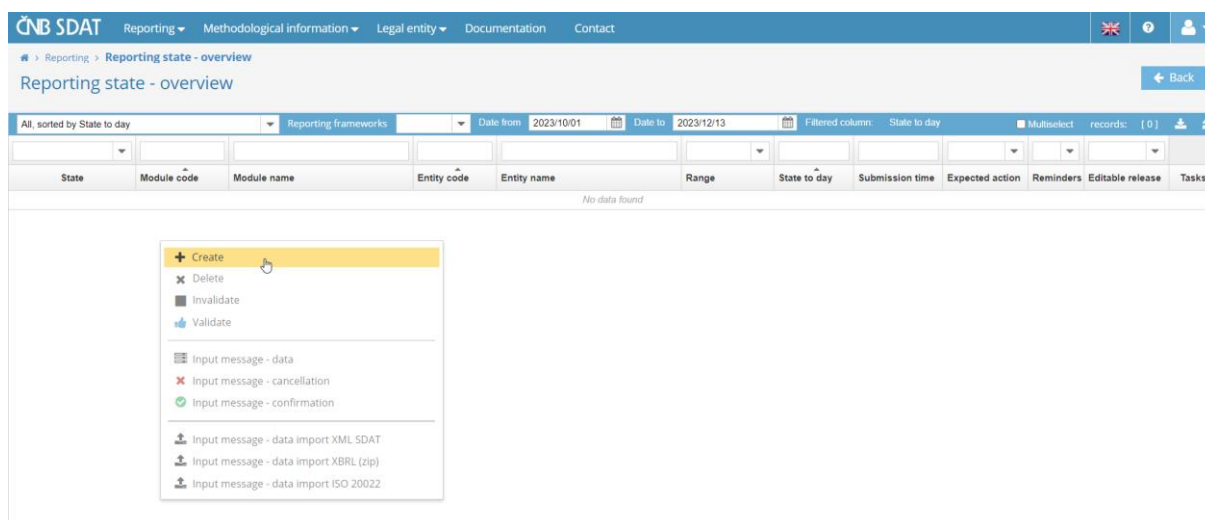 ČNB SDAT Reporting Methodological information Legal entity Documentation Contact
> Reporting > Reporting state - overview
Reporting state - overview
Back
All, sorted by State to day Reporting frameworks Date from 2023/10/01 Date to 2023/12/13 Filtered column: State to day Multiselect records: [ 0 ]
State Module code Module name Entity code Entity name Range State to day Submission time Expected action Reminders Editable release Tasks
No data found
Create
Delete
Invalidate
Validate
Input message - data
Input message - cancellation
Input message - confirmation
Input message - data import XML SDAT
Input message - data import XBRL (zip)
Input message - data import ISO 20022